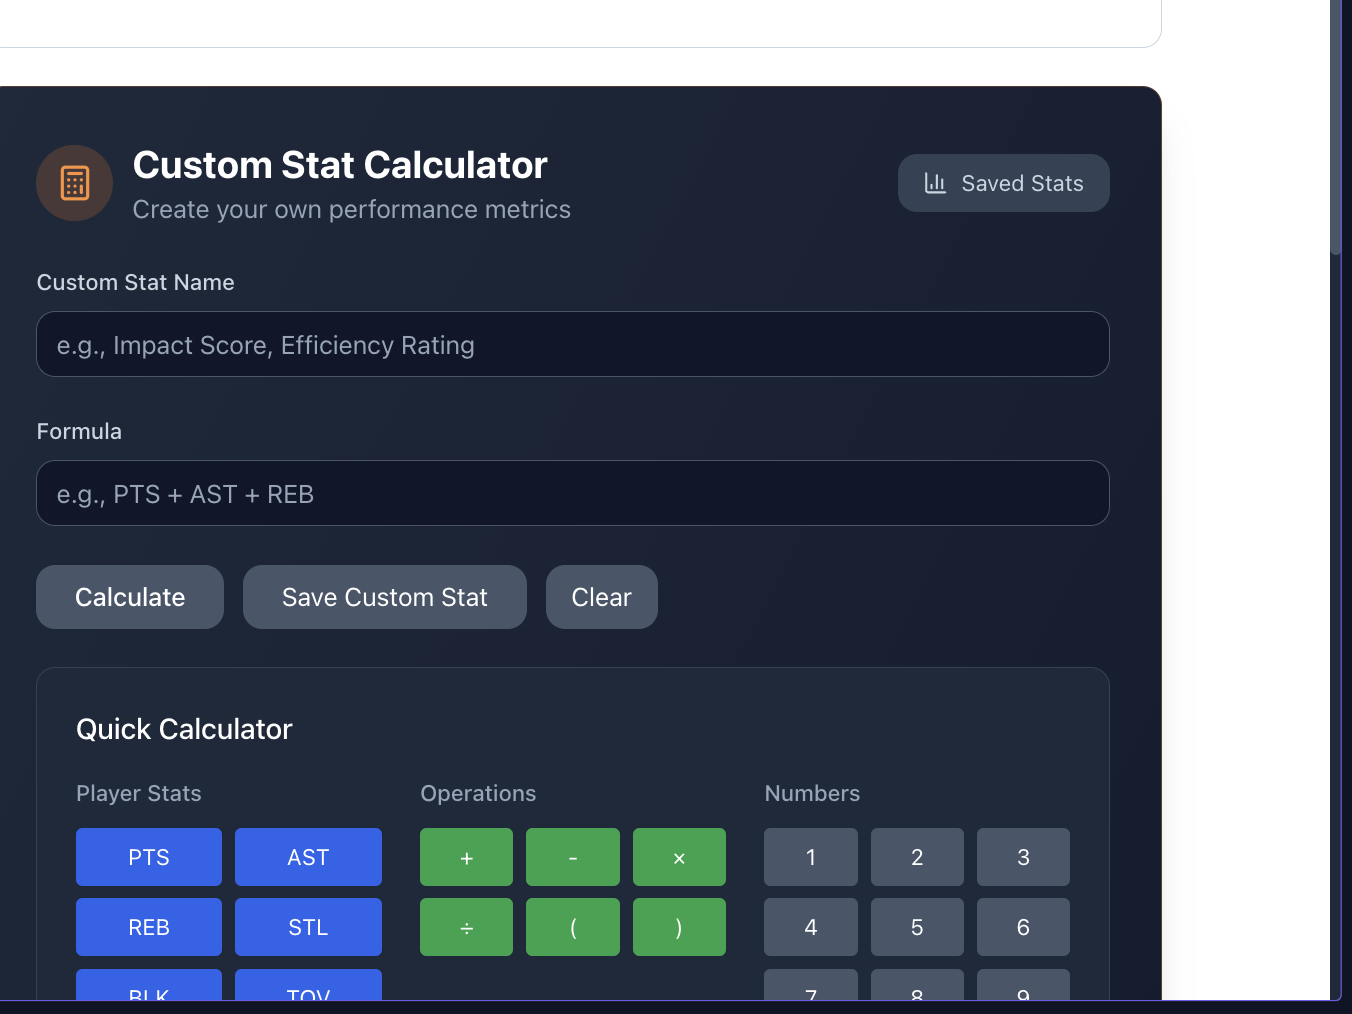 Custom Stat Calculator
Create your own performance metrics
Saved Stats
Custom Stat Name
e.g., Impact Score, Efficiency Rating
Formula
e.g., PTS + AST + REB
Calculate
Save Custom Stat
Clear
Quick Calculator
Player Stats
Operations
Numbers
PTS
AST
+
-
×
1
2
3
REB
STL
÷
(
)
4
5
6
BLK
TOV
7
8
9